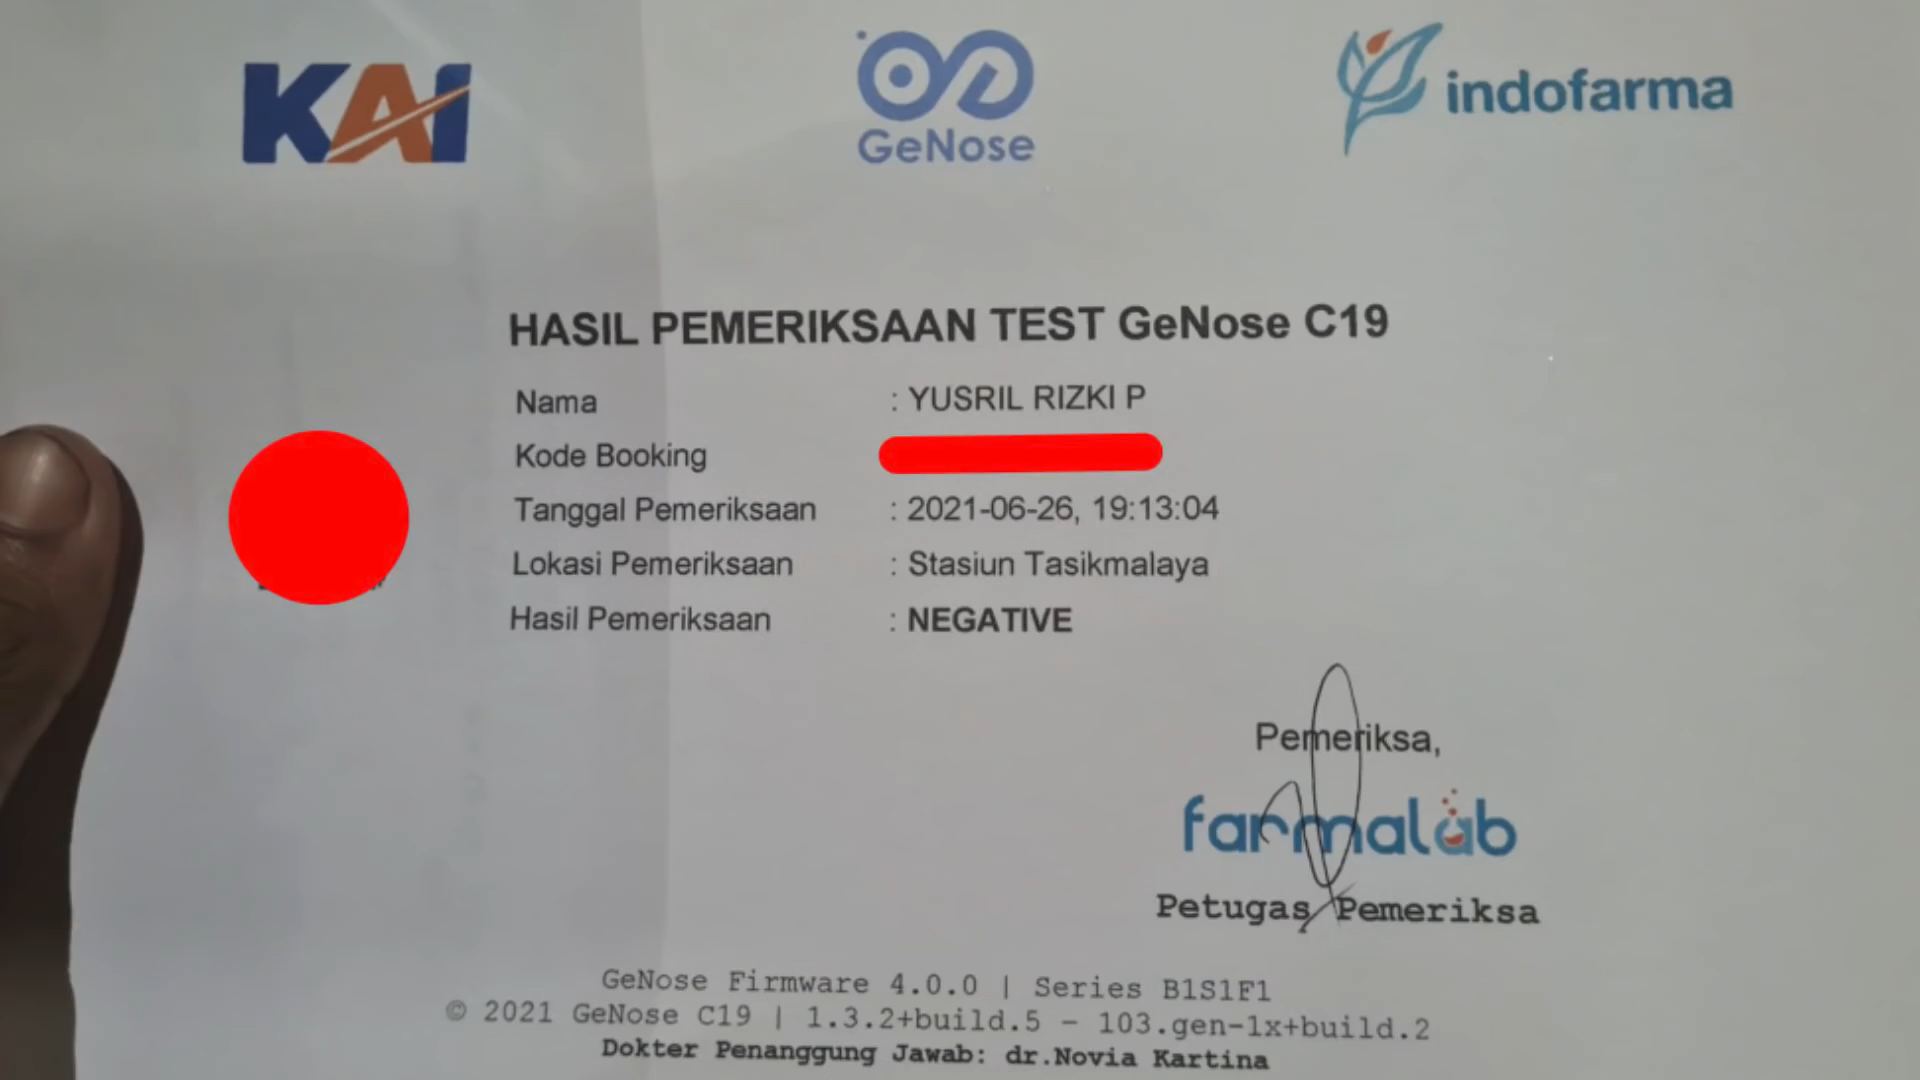 KAI
GeNose
indofarma
HASIL PEMERIKSAAN TEST GeNose C19
Nama : YUSRIL RIZKI P
Kode Booking
Tanggal Pemeriksaan : 2021-06-26, 19:13:04
Lokasi Pemeriksaan : Stasiun Tasikmalaya
Hasil Pemeriksaan : NEGATIVE
Pemeriksa,
farmalab
Petugas Pemeriksa
GeNose Firmware 4.0.0 | Series B1S1F1
© 2021 GeNose C19 | 1.3.2+build.5 - 103.gen-1x+build.2
Dokter Penanggung Jawab: dr.Novia Kartina